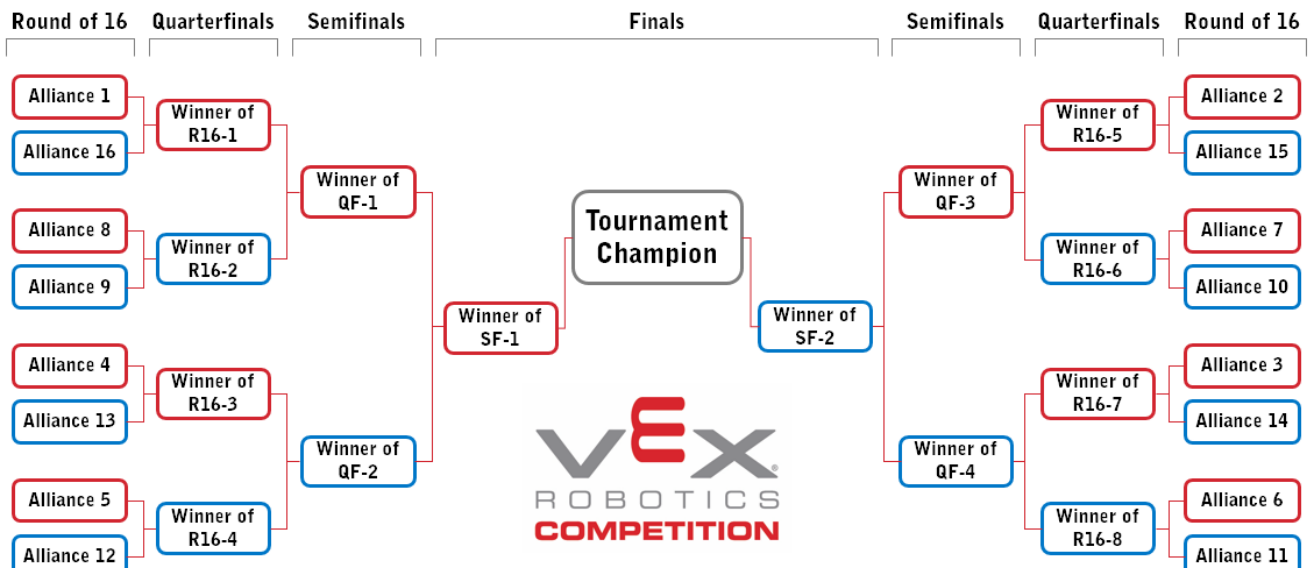 Round of 16
Quarterfinals
Semifinals
Finals
Semifinals
Quarterfinals
Round of 16
Alliance 1
Alliance 16
Alliance 8
Alliance 9
Alliance 4
Alliance 13
Alliance 5
Alliance 12
Winner of
R16-1
Winner of
R16-2
Winner of
R16-3
Winner of
R16-4
Winner of
QF-1
Winner of
QF-2
Winner of
SF-1
Tournament
Champion
Winner of
SF-2
VEX
ROBOTICS
COMPETITION
Winner of
QF-3
Winner of
QF-4
Winner of
R16-5
Winner of
R16-6
Winner of
R16-7
Winner of
R16-8
Alliance 2
Alliance 15
Alliance 7
Alliance 10
Alliance 3
Alliance 14
Alliance 6
Alliance 11